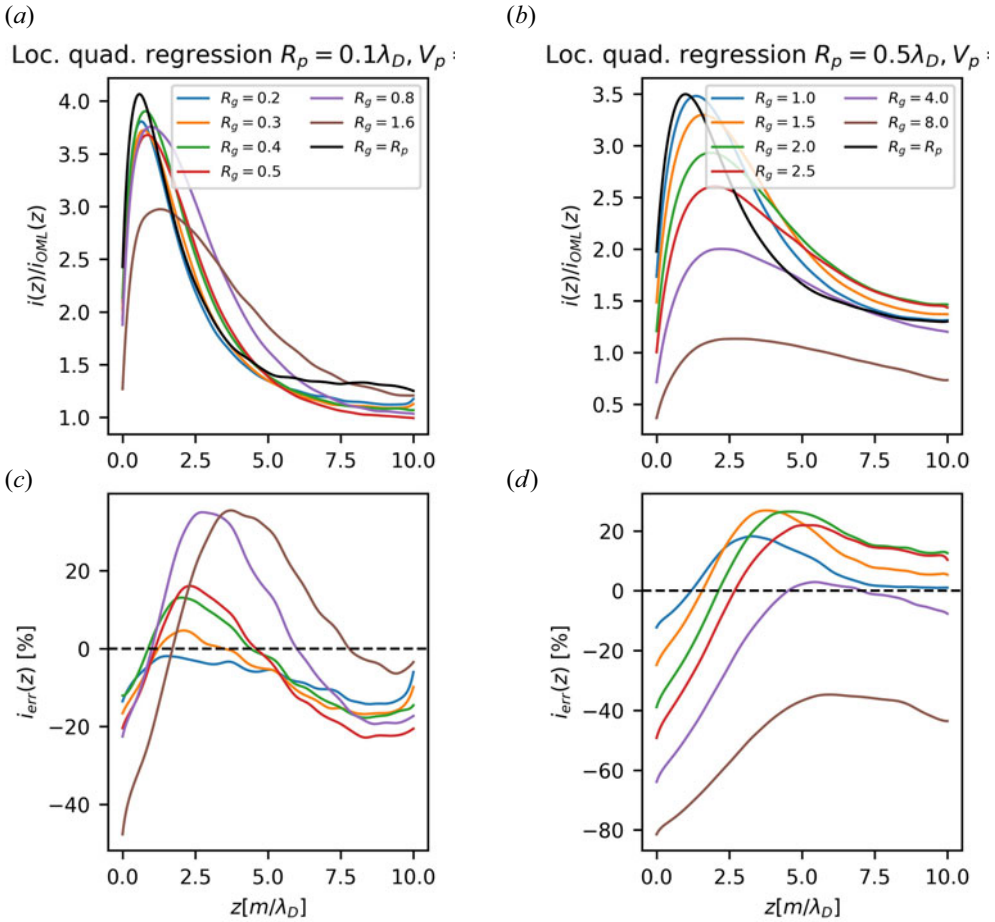 (a)
Loc. quad. regression R_p = 0.1λ_D, V_p =
4.0
3.5
3.0
2.5
2.0
1.5
1.0
i(z)/i_OML(z)
R_g = 0.2
R_g = 0.3
R_g = 0.4
R_g = 0.5
R_g = 0.8
R_g = 1.6
R_g = R_p
0.0 2.5 5.0 7.5 10.0
(b)
Loc. quad. regression R_p = 0.5λ_D, V_p =
3.5
3.0
2.5
2.0
1.5
1.0
0.5
i(z)/i_OML(z)
R_g = 1.0
R_g = 1.5
R_g = 2.0
R_g = 2.5
R_g = 4.0
R_g = 8.0
R_g = R_p
0.0 2.5 5.0 7.5 10.0
(c)
20
0
−20
−40
i_err(z) [%]
0.0 2.5 5.0 7.5 10.0
z[m/λ_D]
(d)
20
0
−20
−40
−60
−80
i_err(z) [%]
0.0 2.5 5.0 7.5 10.0
z[m/λ_D]